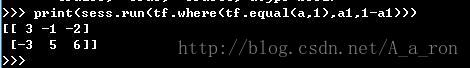 >>> print(sess.run(tf.where(tf.equal(a,1),a1,1-a1)))
[[ 3 -1 -2]
 [-3  5  6]]
>>>
http://blog.csdn.net/A_a_ron